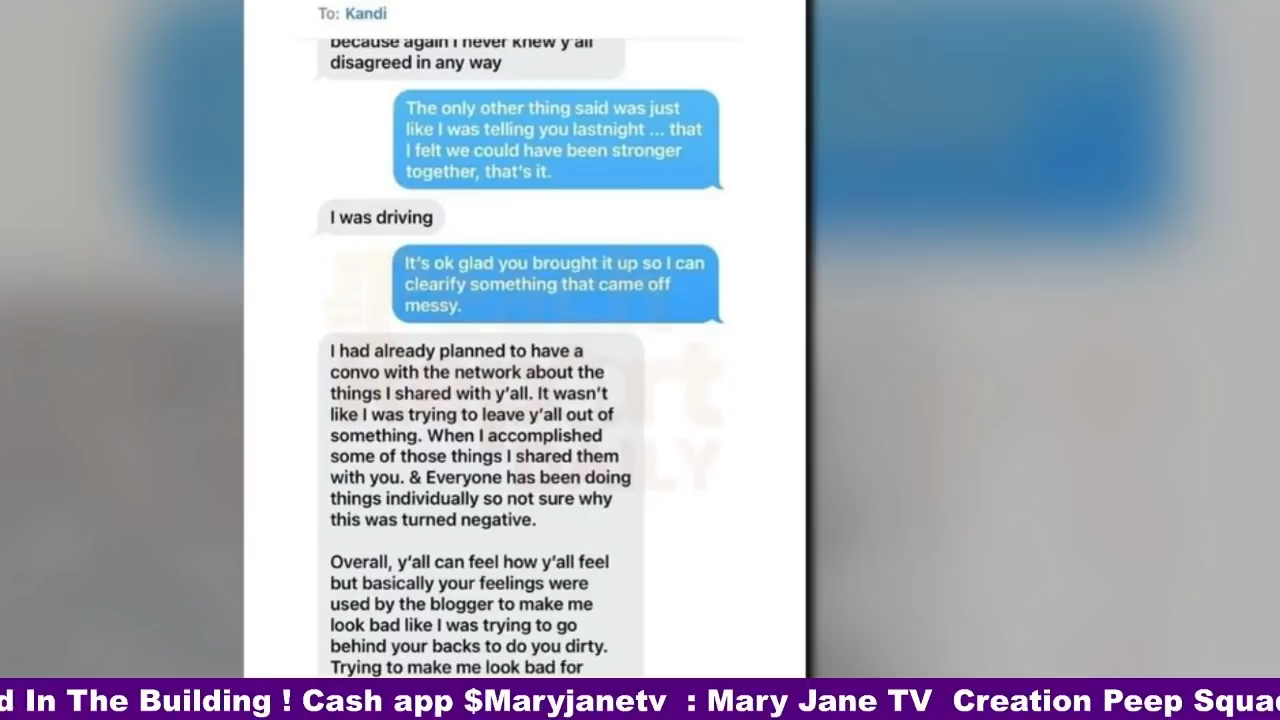 To: Kandi
because again I never knew y'all
disagreed in any way
The only other thing said was just
like I was telling you lastnight ... that
I felt we could have been stronger
together, that's it.
I was driving
It's ok glad you brought it up so I can
clearify something that came off
messy.
I had already planned to have a
convo with the network about the
things I shared with y'all. It wasn't
like I was trying to leave y'all out of
something. When I accomplished
some of those things I shared them
with you. & Everyone has been doing
things individually so not sure why
this was turned negative.
Overall, y'all can feel how y'all feel
but basically your feelings were
used by the blogger to make me
look bad like I was trying to go
behind your backs to do you dirty.
Trying to make me look bad for
d In The Building ! Cash app $Maryjanetv : Mary Jane TV Creation Peep Squa